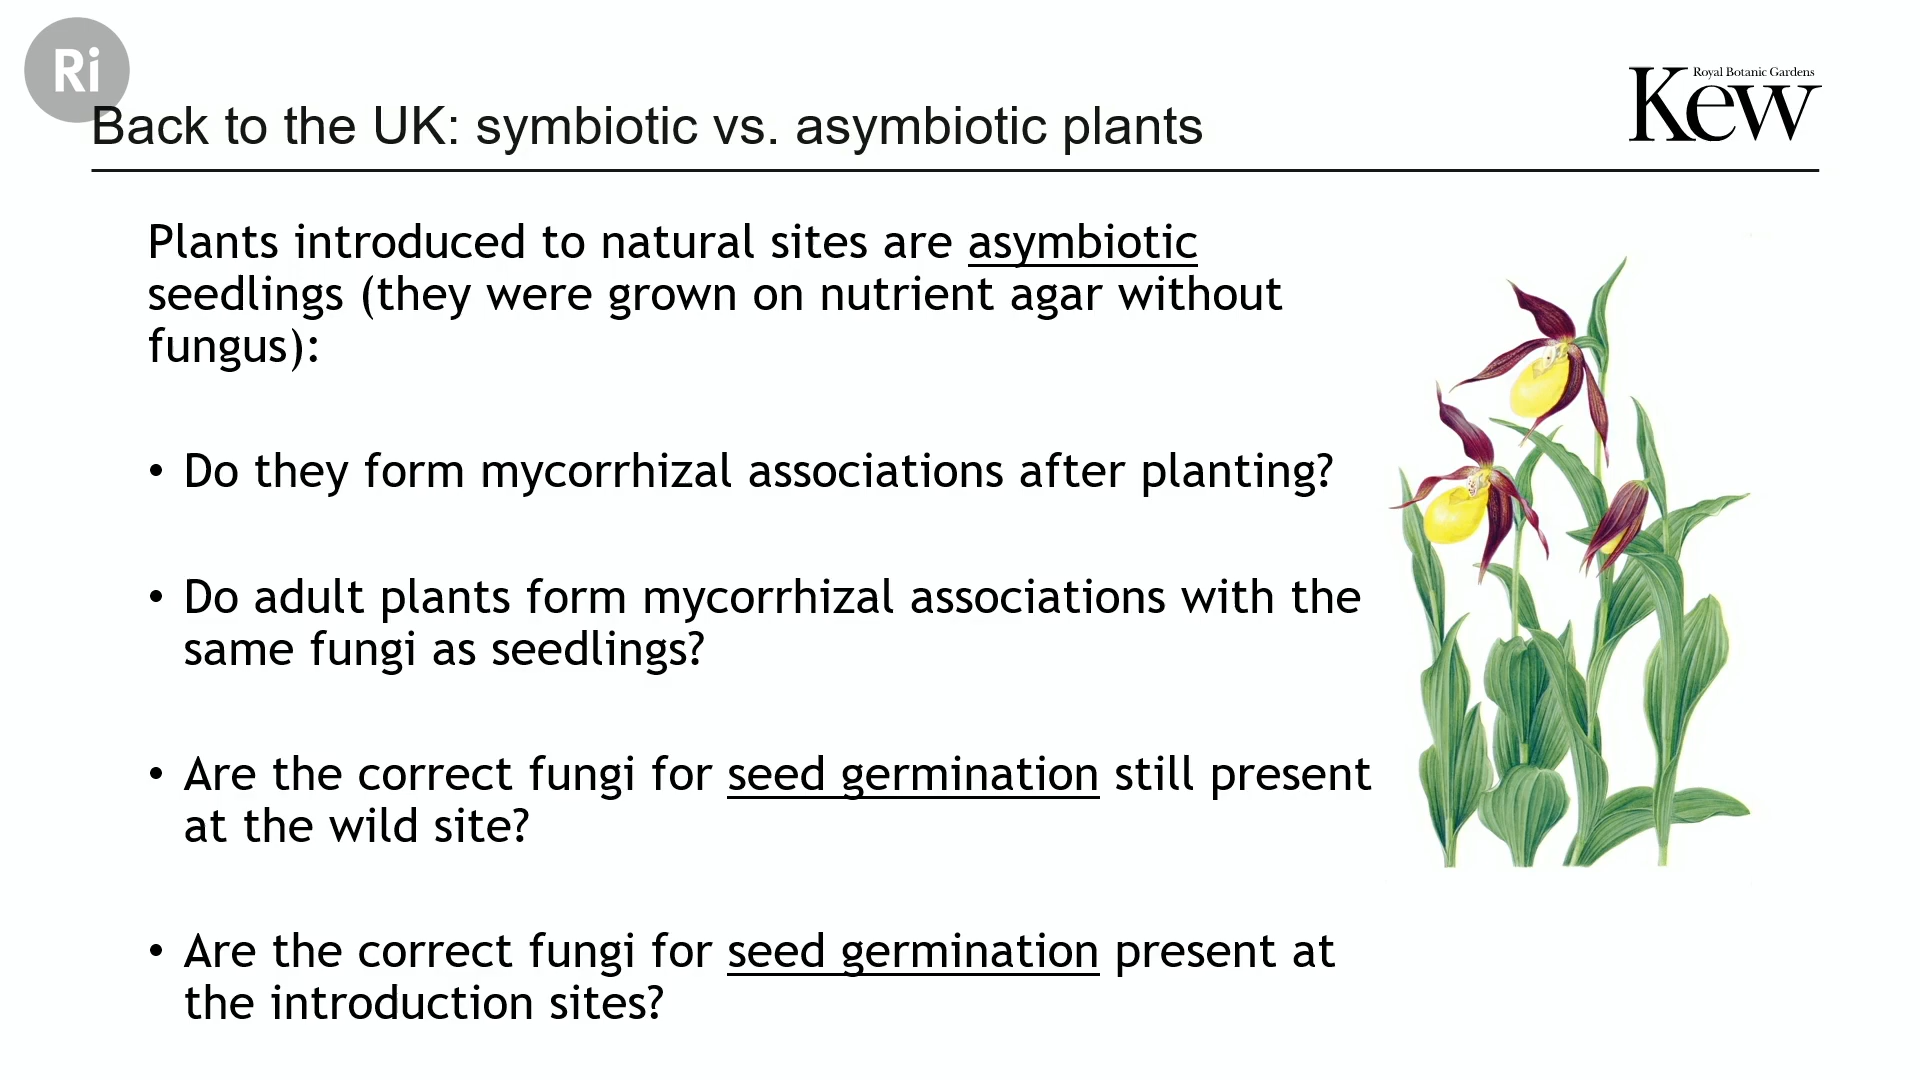 Ri
Royal Botanic Gardens
Kew
Back to the UK: symbiotic vs. asymbiotic plants
Plants introduced to natural sites are asymbiotic
seedlings (they were grown on nutrient agar without
fungus):
• Do they form mycorrhizal associations after planting?
• Do adult plants form mycorrhizal associations with the
same fungi as seedlings?
• Are the correct fungi for seed germination still present
at the wild site?
• Are the correct fungi for seed germination present at
the introduction sites?